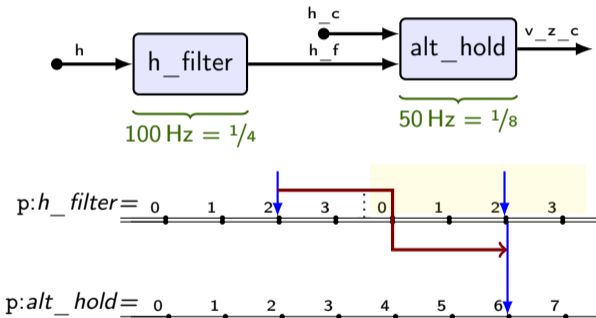 h_c
h h_f v_z_c
h_filter alt_hold
100 Hz = 1/4 50 Hz = 1/8
p:h_filter= 0 1 2 3 0 1 2 3
p:alt_hold= 0 1 2 3 4 5 6 7